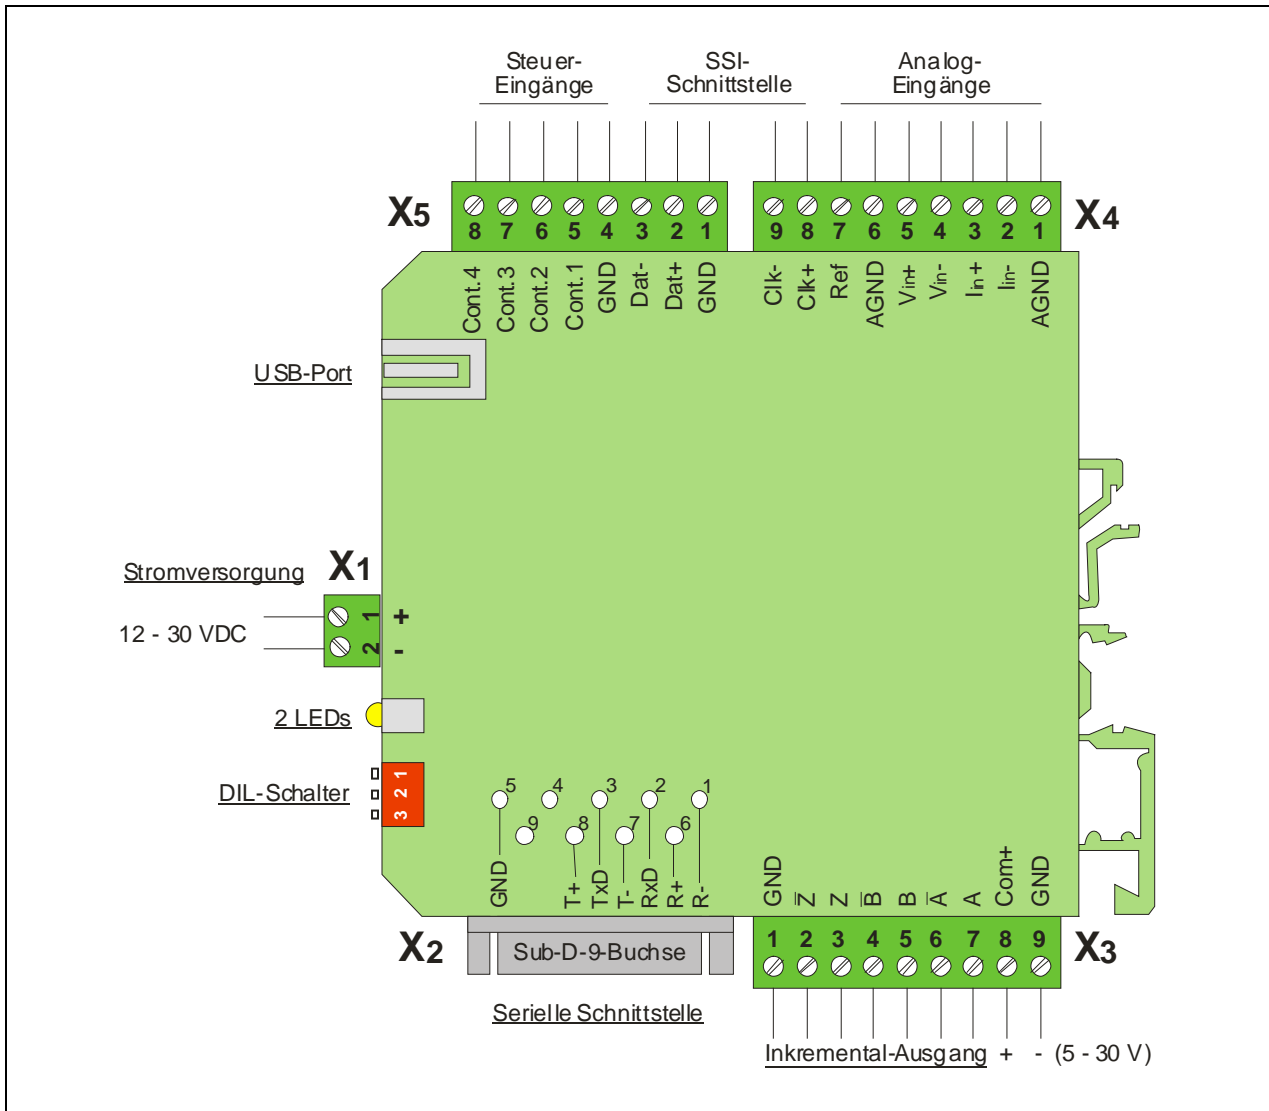 Steuer-
Eingänge
SSI-
Schnittstelle
Analog-
Eingänge
X5
8 7 6 5 4 3 2 1
9 8 7 6 5 4 3 2 1
X4
Cont.4
Cont.3
Cont.2
Cont.1
GND
Dat-
Dat+
GND
Clk-
Clk+
Ref
AGND
Vin+
Vin-
Iin+
Iin-
AGND
USB-Port
Stromversorgung
X1
12 - 30 VDC
1 +
2 -
2 LEDs
DIL-Schalter
1
2
3
5 4 3 2 1
9 8 7 6
GND
T+
TxD
T-
RxD
R+
R-
GND
Z̅
Z
B̅
B
A̅
A
Com+
GND
X2
Sub-D-9-Buchse
1 2 3 4 5 6 7 8 9
X3
Serielle Schnittstelle
Inkremental-Ausgang + - (5 - 30 V)